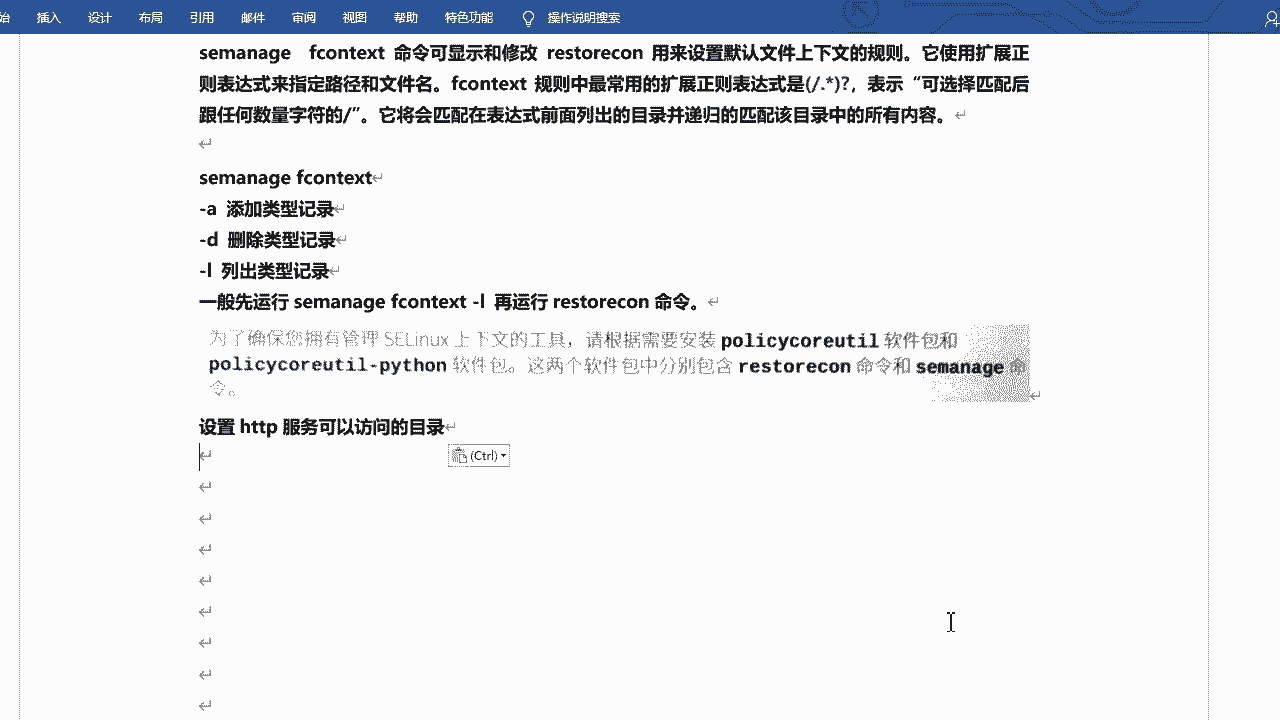 始 插入 设计 布局 引用 邮件 审阅 视图 帮助 特色功能 操作说明搜索
semanage fcontext 命令可显示和修改 restorecon 用来设置默认文件上下文的规则。它使用扩展正
则表达式来指定路径和文件名。fcontext 规则中最常用的扩展正则表达式是(/.*)?，表示“可选择匹配后
跟任何数量字符的/”。它将会匹配在表达式前面列出的目录并递归的匹配该目录中的所有内容。
semanage fcontext
-a 添加类型记录
-d 删除类型记录
-l 列出类型记录
一般先运行 semanage fcontext -l 再运行 restorecon 命令。
为了确保您拥有管理 SELinux 上下文的工具，请根据需要安装 policycoreutil 软件包和
policycoreutil-python 软件包。这两个软件包中分别包含 restorecon 命令和 semanage 命
令。
设置 http 服务可以访问的目录
(Ctrl)